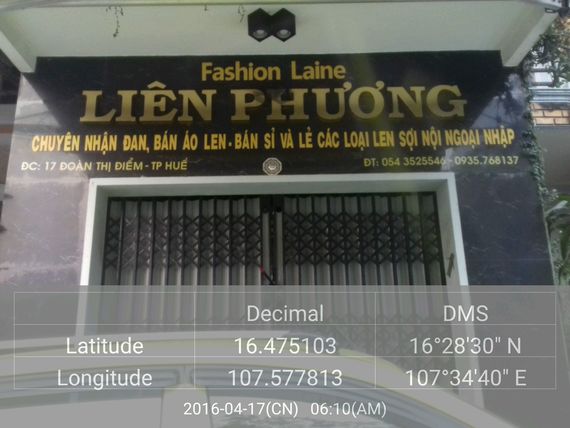 Fashion Laine
LIÊN PHƯƠNG
CHUYÊN NHẬN ĐAN, BÁN ÁO LEN - BÁN SỈ VÀ LẺ CÁC LOẠI LEN SỢI NỘI NGOẠI NHẬP
ĐC: 17 ĐOÀN THỊ ĐIỂM - TP HUẾ ĐT: 054 3525546 - 0935.768137
Decimal DMS
Latitude 16.475103 16°28'30" N
Longitude 107.577813 107°34'40" E
2016-04-17(CN) 06:10(AM)